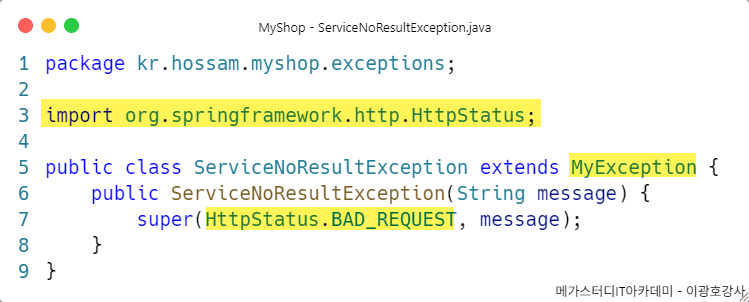 MyShop - ServiceNoResultException.java
1 package kr.hossam.myshop.exceptions;
2
3 import org.springframework.http.HttpStatus;
4
5 public class ServiceNoResultException extends MyException {
6     public ServiceNoResultException(String message) {
7         super(HttpStatus.BAD_REQUEST, message);
8     }
9 }
메가스터디IT아카데미 - 이광호강사